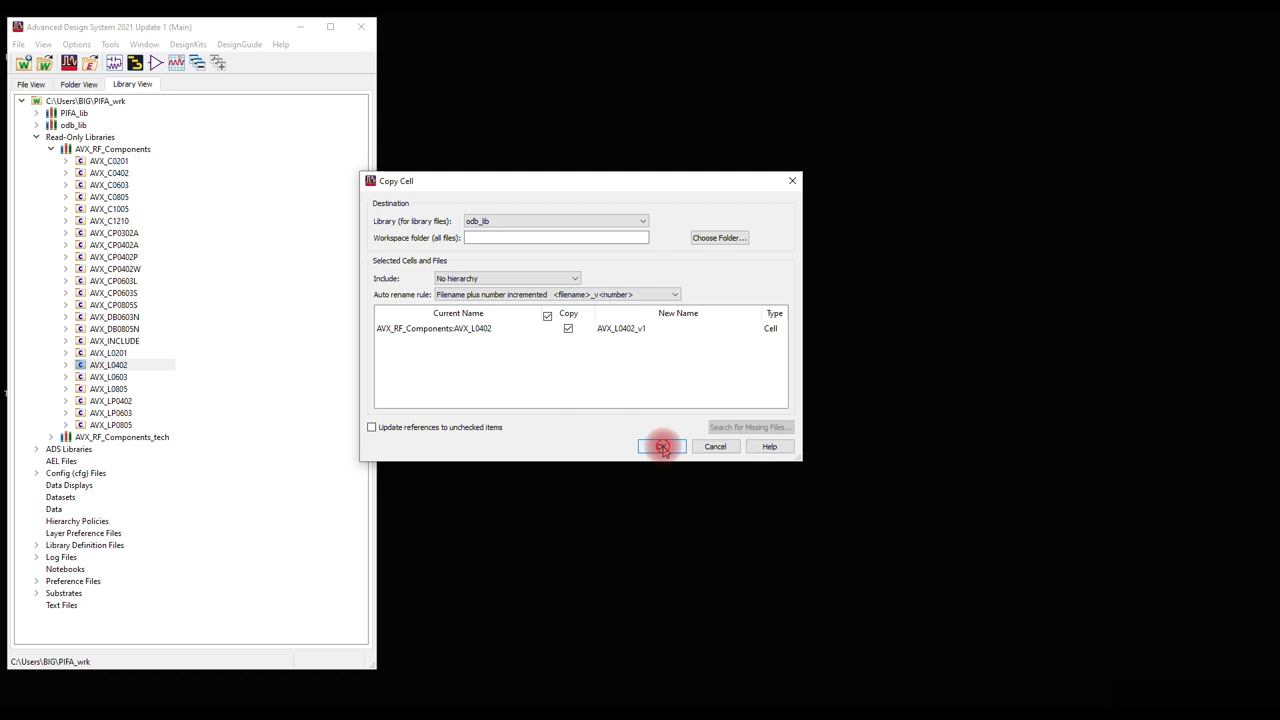 Advanced Design System 2021 Update 1 (Main)
File View Options Tools Window DesignKits DesignGuide Help
File View Folder View Library View
C:\Users\BIG\PIFA_wrk
PIFA_lib
odb_lib
Read-Only Libraries
AVX_RF_Components
AVX_C0201
AVX_C0402
AVX_C0603
AVX_C0805
AVX_C1005
AVX_C1210
AVX_CP0302A
AVX_CP0402A
AVX_CP0402P
AVX_CP0402W
AVX_CP0603L
AVX_CP0603S
AVX_CP0805S
AVX_DB0603N
AVX_DB0805N
AVX_INCLUDE
AVX_L0201
AVX_L0402
AVX_L0603
AVX_L0805
AVX_LP0402
AVX_LP0603
AVX_LP0805
AVX_RF_Components_tech
ADS Libraries
AEL Files
Config (cfg) Files
Data Displays
Datasets
Data
Hierarchy Policies
Layer Preference Files
Library Definition Files
Log Files
Notebooks
Preference Files
Substrates
Text Files
C:\Users\BIG\PIFA_wrk
Copy Cell
Destination
Library (for library files): odb_lib
Workspace folder (all files): Choose Folder...
Selected Cells and Files
Include: No hierarchy
Auto rename rule: Filename plus number incremented <filename>_v<number>
Current Name Copy New Name Type
AVX_RF_Components:AVX_L0402 AVX_L0402_v1 Cell
Update references to unchecked items Search for Missing Files...
OK Cancel Help